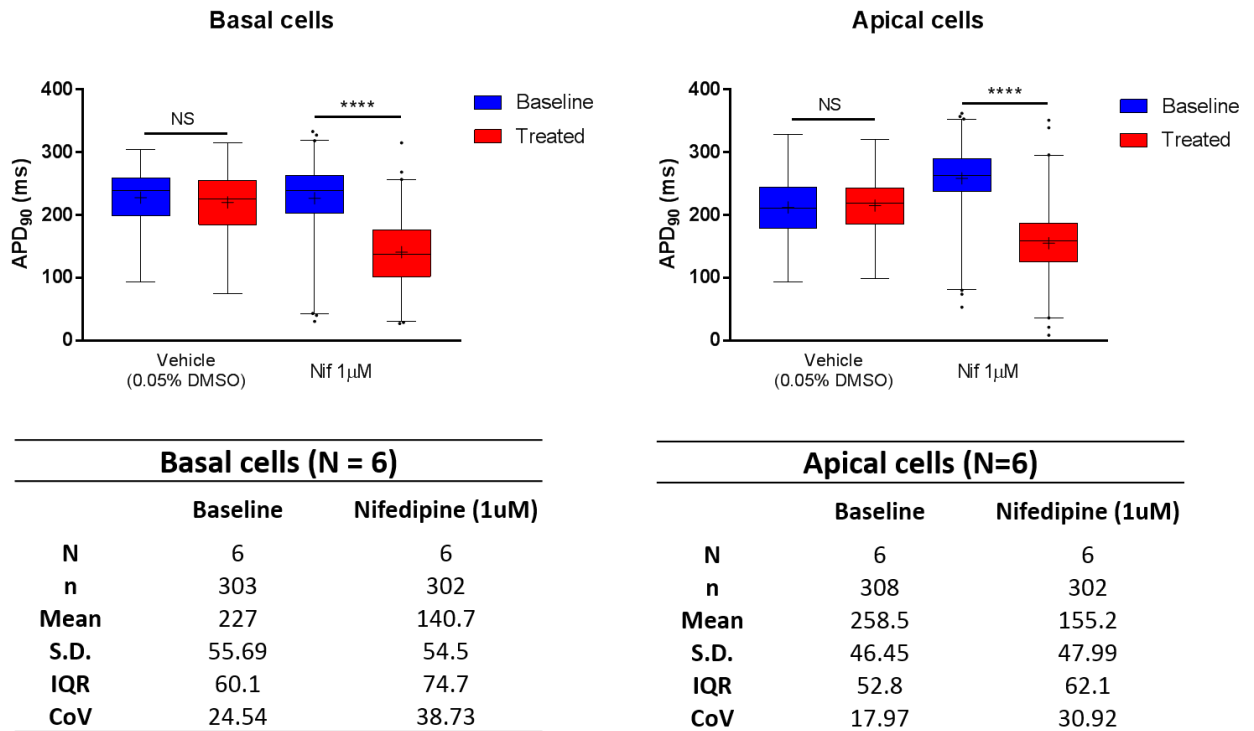 Basal cells
400
300
200
100
0
APD90 (ms)
NS
****
Baseline
Treated
Vehicle
(0.05% DMSO)
Nif 1μM
Apical cells
400
300
200
100
0
APD90 (ms)
NS
****
Baseline
Treated
Vehicle
(0.05% DMSO)
Nif 1μM
Basal cells (N = 6)
Baseline Nifedipine (1uM)
N 6 6
n 303 302
Mean 227 140.7
S.D. 55.69 54.5
IQR 60.1 74.7
CoV 24.54 38.73
Apical cells (N=6)
Baseline Nifedipine (1uM)
N 6 6
n 308 302
Mean 258.5 155.2
S.D. 46.45 47.99
IQR 52.8 62.1
CoV 17.97 30.92